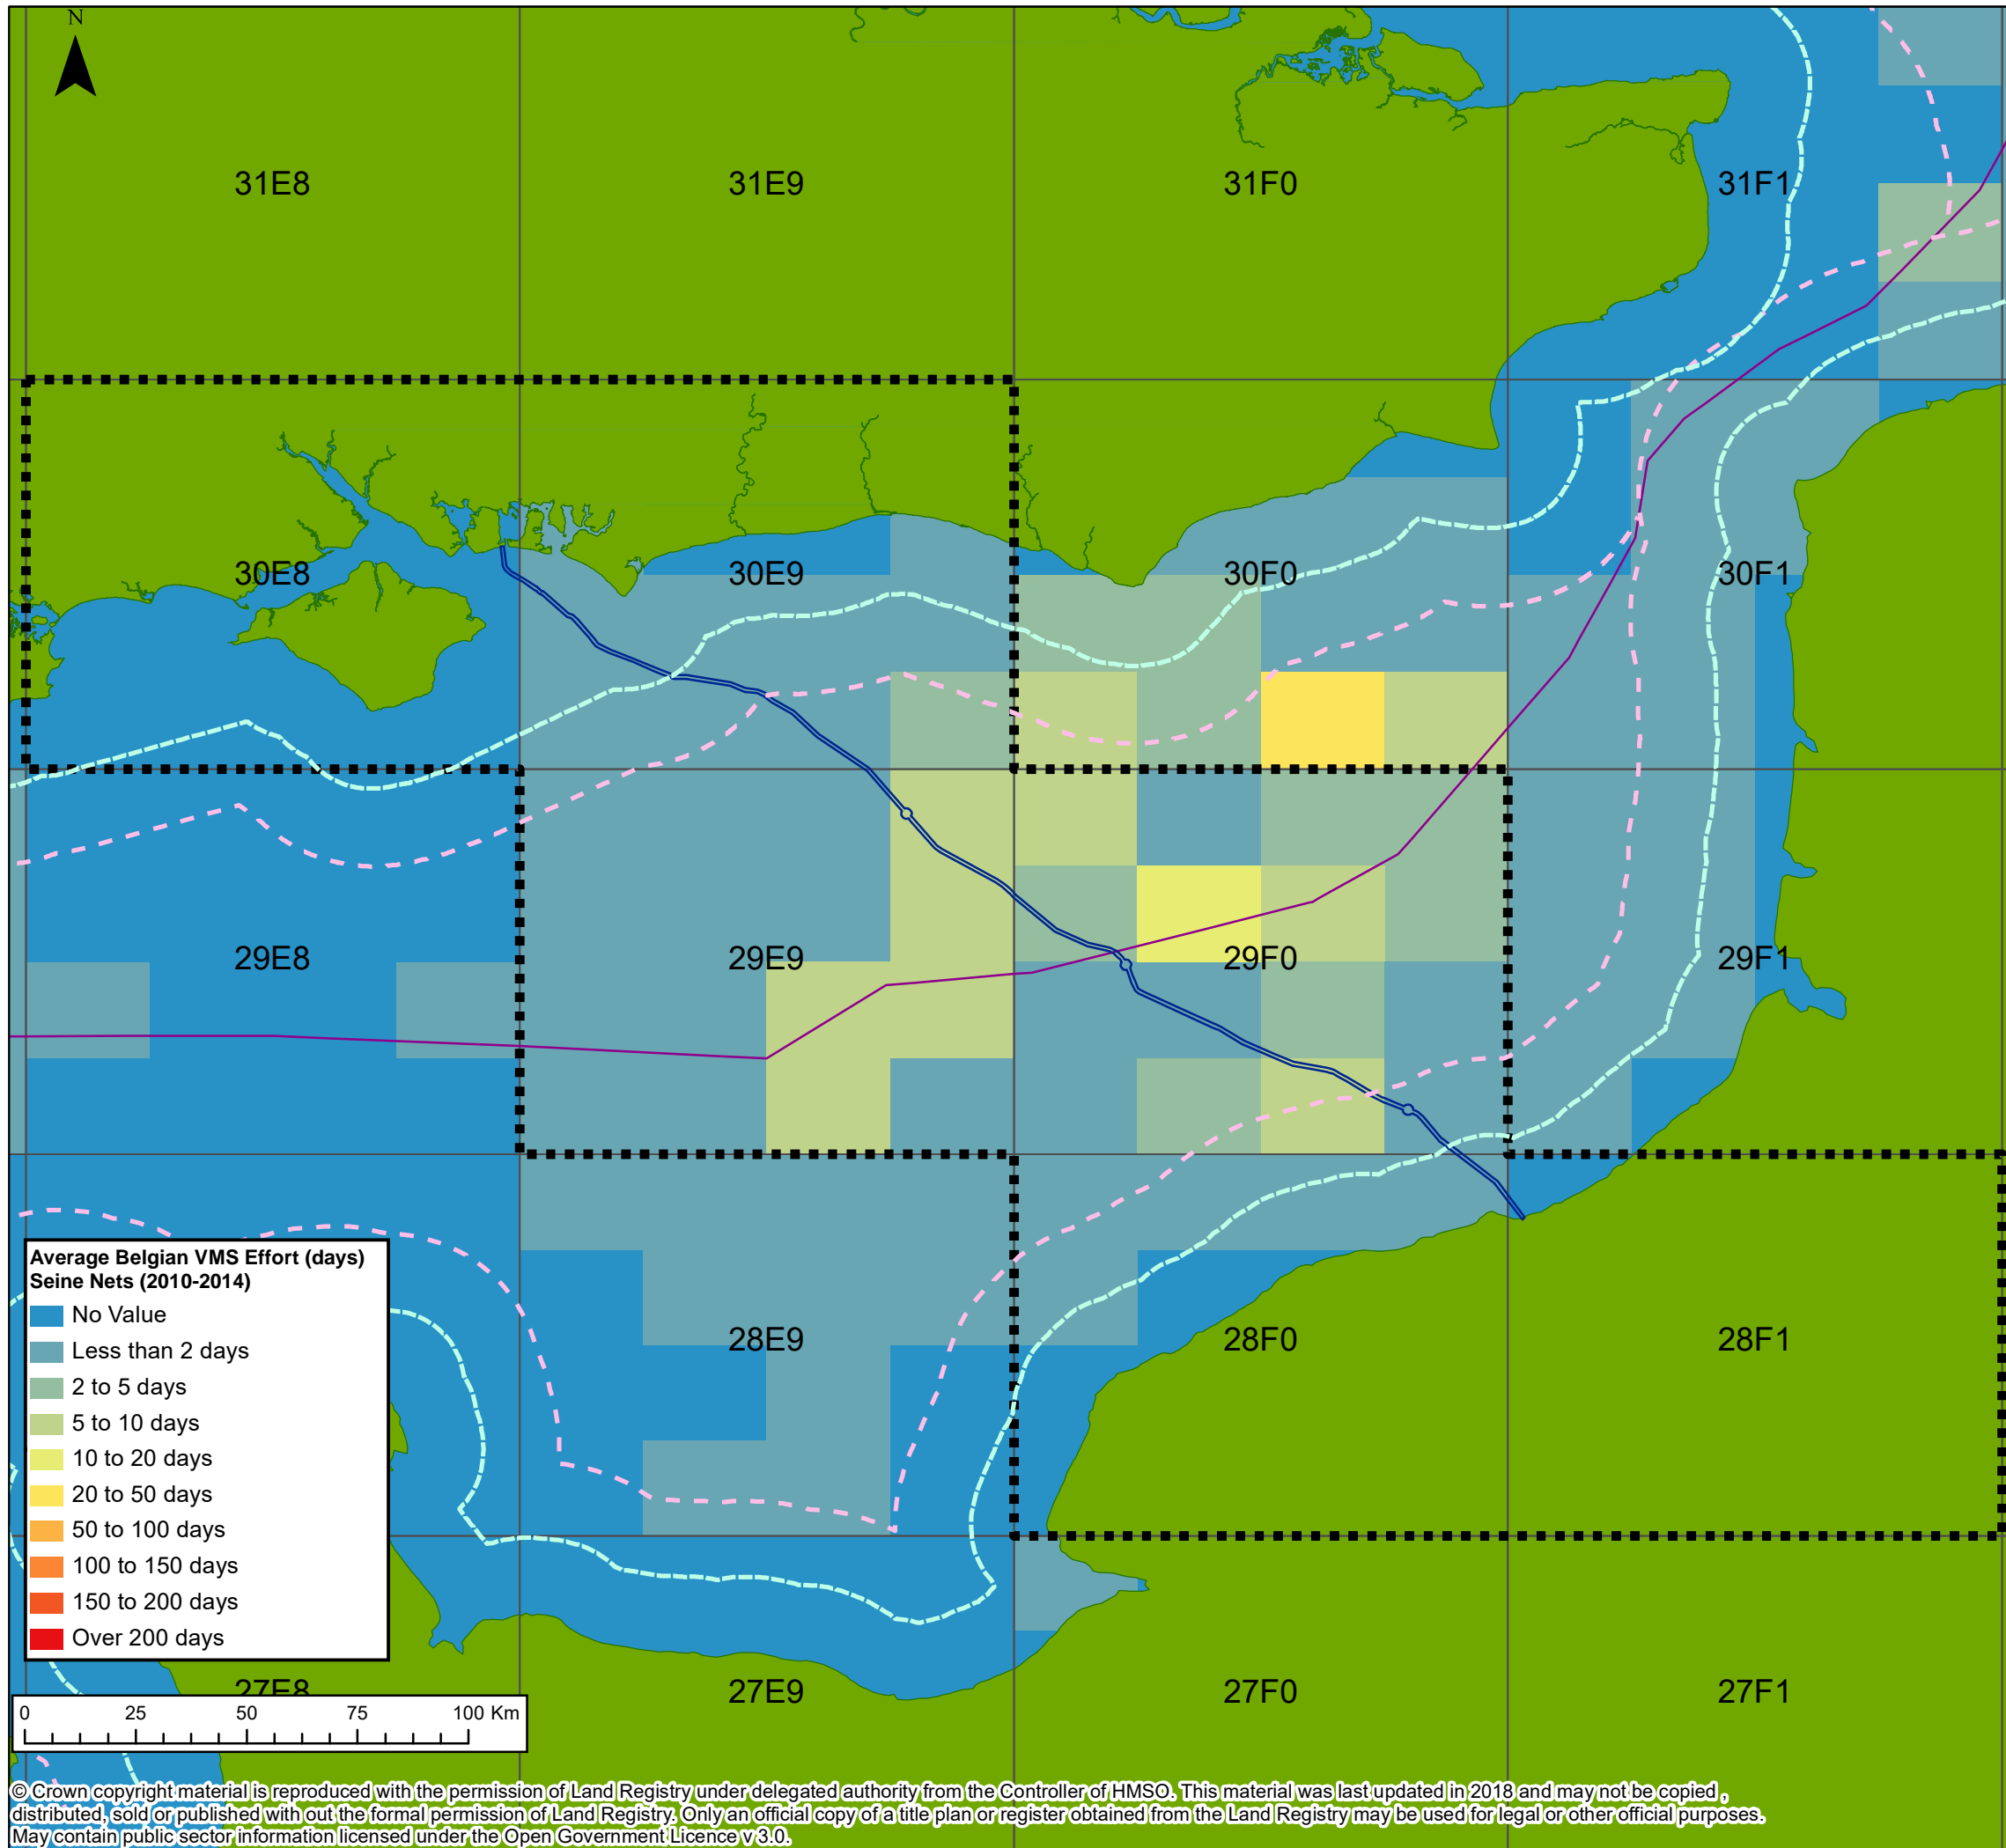 N
31E8 31E9 31F0 31F1
30E8 30E9 30F0 30F1
29E8 29E9 29F0 29F1
28E9 28F0 28F1
Average Belgian VMS Effort (days)
Seine Nets (2010-2014)
No Value
Less than 2 days
2 to 5 days
5 to 10 days
10 to 20 days
20 to 50 days
50 to 100 days
100 to 150 days
150 to 200 days
Over 200 days
27E8 27E9 27F0 27F1
0 25 50 75 100 Km
© Crown copyright material is reproduced with the permission of Land Registry under delegated authority from the Controller of HMSO. This material was last updated in 2018 and may not be copied ,
distributed, sold or published with out the formal permission of Land Registry. Only an official copy of a title plan or register obtained from the Land Registry may be used for legal or other official purposes.
May contain public sector information licensed under the Open Government Licence v 3.0.